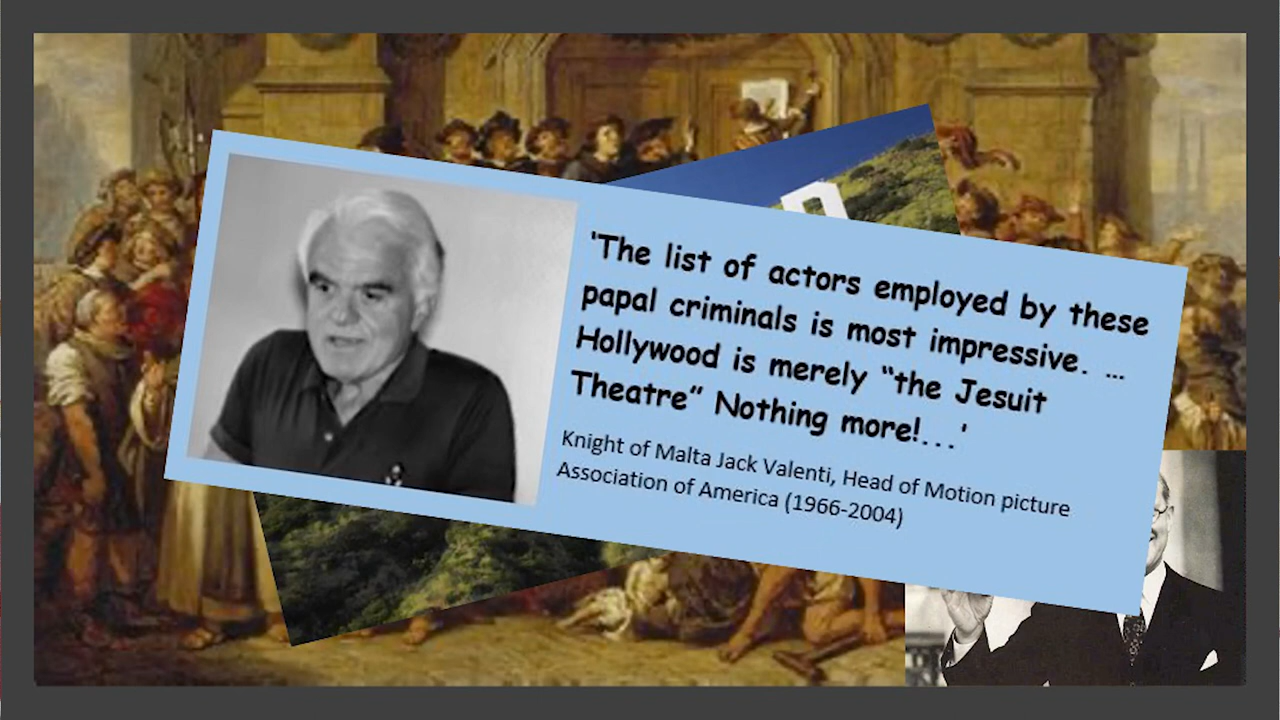 'The list of actors employed by these
papal criminals is most impressive. ...
Hollywood is merely “the Jesuit
Theatre” Nothing more!...'
Knight of Malta Jack Valenti, Head of Motion picture
Association of America (1966-2004)